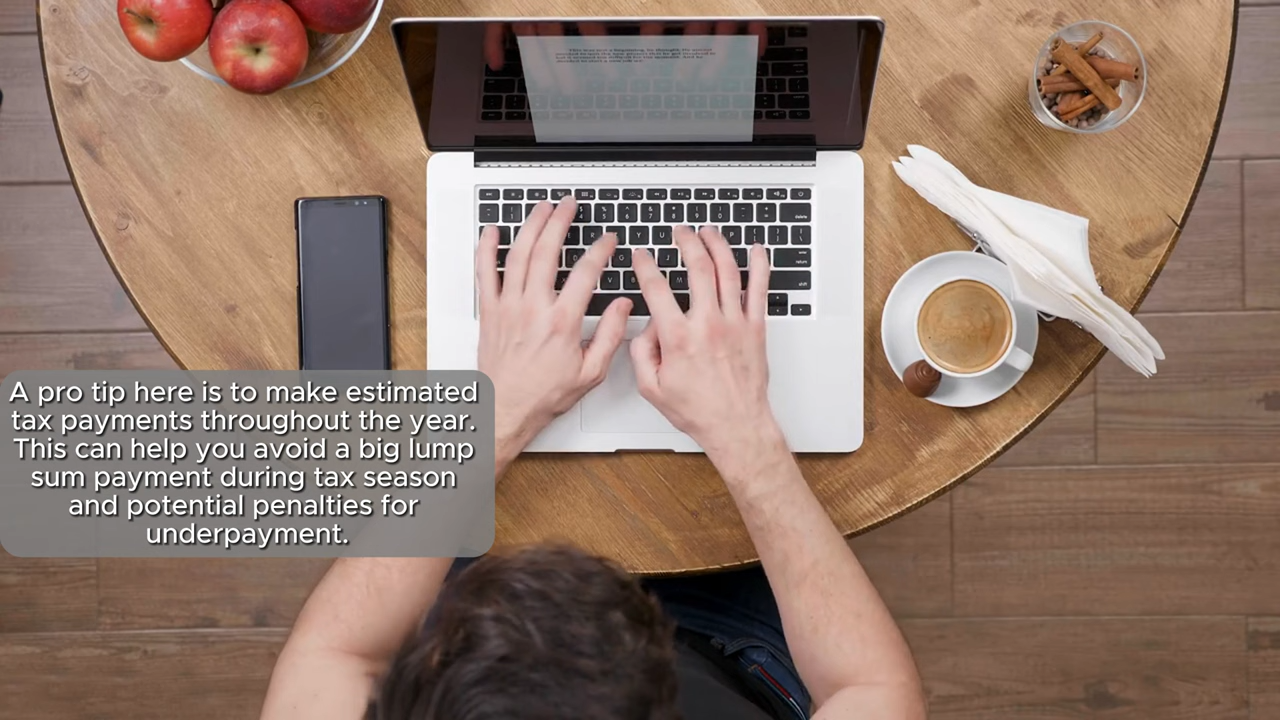 A pro tip here is to make estimated
tax payments throughout the year.
This can help you avoid a big lump
sum payment during tax season
and potential penalties for
underpayment.